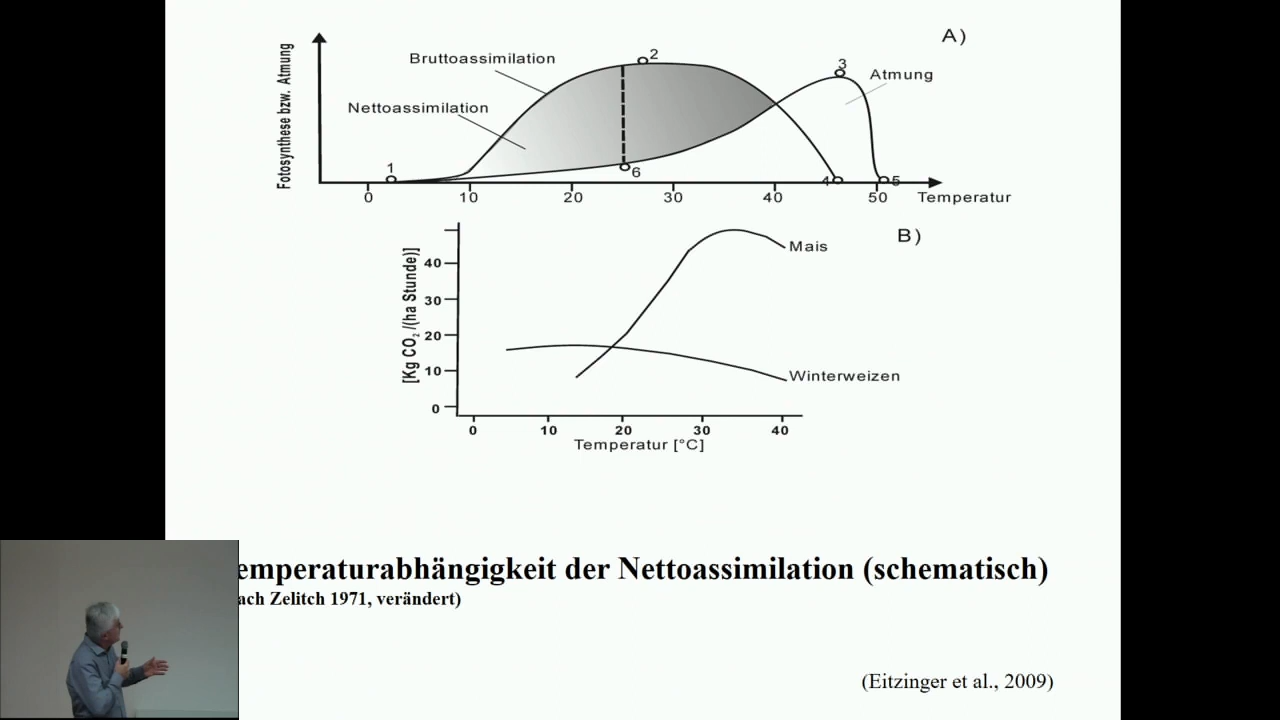 A)
Fotosynthese bzw. Atmung
Bruttoassimilation
Nettoassimilation
Atmung
1
2
3
4
5
6
0 10 20 30 40 50 Temperatur
B)
[Kg CO2 /(ha Stunde)]
40
30
20
10
0
Mais
Winterweizen
0 10 20 30 40
Temperatur [°C]
emperaturabhängigkeit der Nettoassimilation (schematisch)
ach Zelitch 1971, verändert)
(Eitzinger et al., 2009)